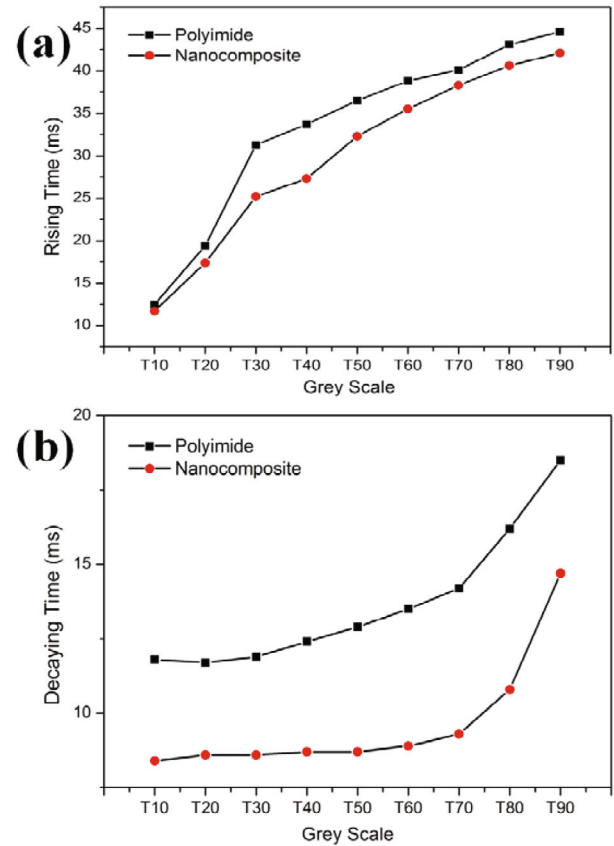 (a)
Polyimide
Nanocomposite
45
40
35
30
25
20
15
10
Rising Time (ms)
T10 T20 T30 T40 T50 T60 T70 T80 T90
Grey Scale
(b)
Polyimide
Nanocomposite
20
15
10
Decaying Time (ms)
T10 T20 T30 T40 T50 T60 T70 T80 T90
Grey Scale